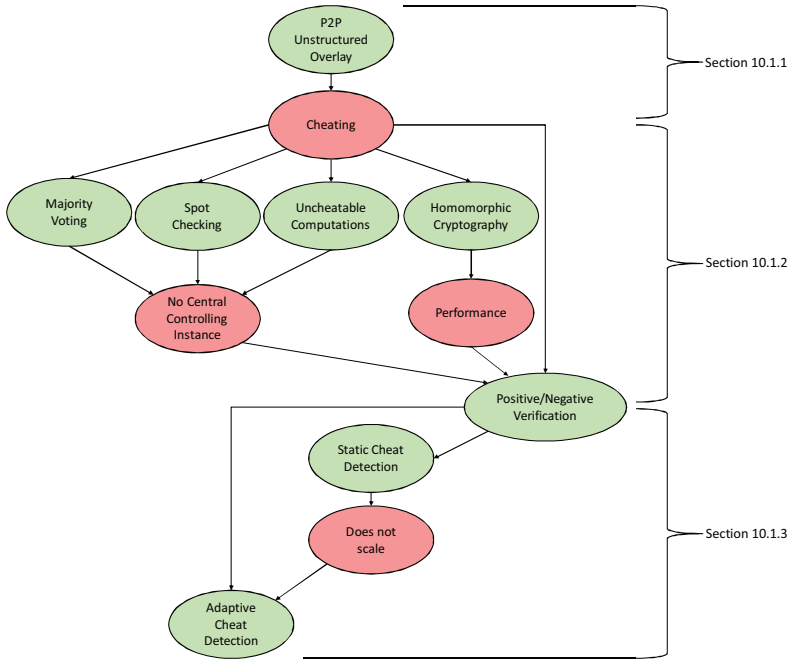 P2P
Unstructured
Overlay
Section 10.1.1
Cheating
Majority
Voting
Spot
Checking
Uncheatable
Computations
Homomorphic
Cryptography
Section 10.1.2
No Central
Controlling
Instance
Performance
Positive/Negative
Verification
Static Cheat
Detection
Does not
scale
Section 10.1.3
Adaptive
Cheat
Detection